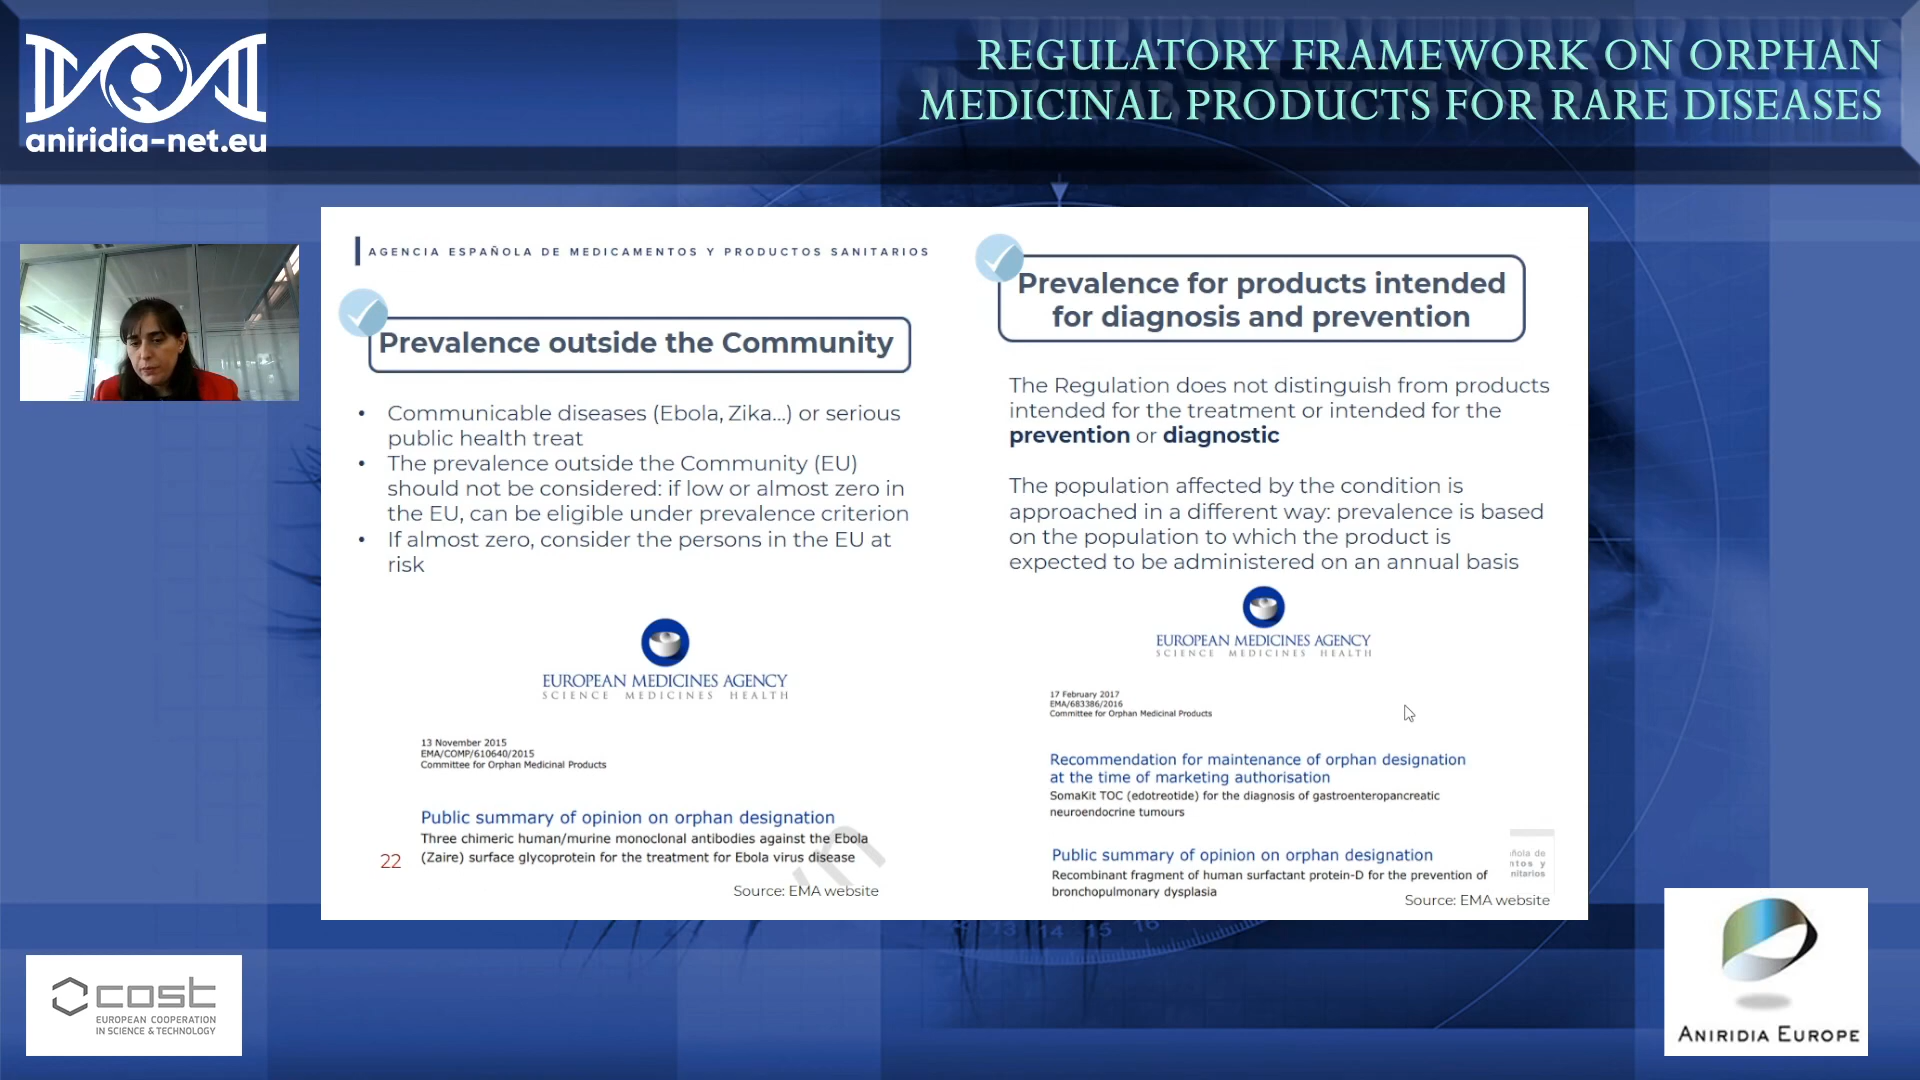 aniridia-net.eu
REGULATORY FRAMEWORK ON ORPHAN
MEDICINAL PRODUCTS FOR RARE DISEASES
AGENCIA ESPAÑOLA DE MEDICAMENTOS Y PRODUCTOS SANITARIOS
Prevalence outside the Community
• Communicable diseases (Ebola, Zika...) or serious
public health treat
• The prevalence outside the Community (EU)
should not be considered: if low or almost zero in
the EU, can be eligible under prevalence criterion
• If almost zero, consider the persons in the EU at
risk
EUROPEAN MEDICINES AGENCY
SCIENCE MEDICINES HEALTH
13 November 2015
EMA/COMP/610640/2015
Committee for Orphan Medicinal Products
Public summary of opinion on orphan designation
Three chimeric human/murine monoclonal antibodies against the Ebola
(Zaire) surface glycoprotein for the treatment for Ebola virus disease
22
Source: EMA website
Prevalence for products intended
for diagnosis and prevention
The Regulation does not distinguish from products
intended for the treatment or intended for the
prevention or diagnostic
The population affected by the condition is
approached in a different way: prevalence is based
on the population to which the product is
expected to be administered on an annual basis
EUROPEAN MEDICINES AGENCY
SCIENCE MEDICINES HEALTH
17 February 2017
EMA/683386/2016
Committee for Orphan Medicinal Products
Recommendation for maintenance of orphan designation
at the time of marketing authorisation
SomaKit TOC (edotreotide) for the diagnosis of gastroenteropancreatic
neuroendocrine tumours
Public summary of opinion on orphan designation
Recombinant fragment of human surfactant protein-D for the prevention of
bronchopulmonary dysplasia
Source: EMA website
cost
EUROPEAN COOPERATION
IN SCIENCE & TECHNOLOGY
13 14 15 16
ANIRIDIA EUROPE